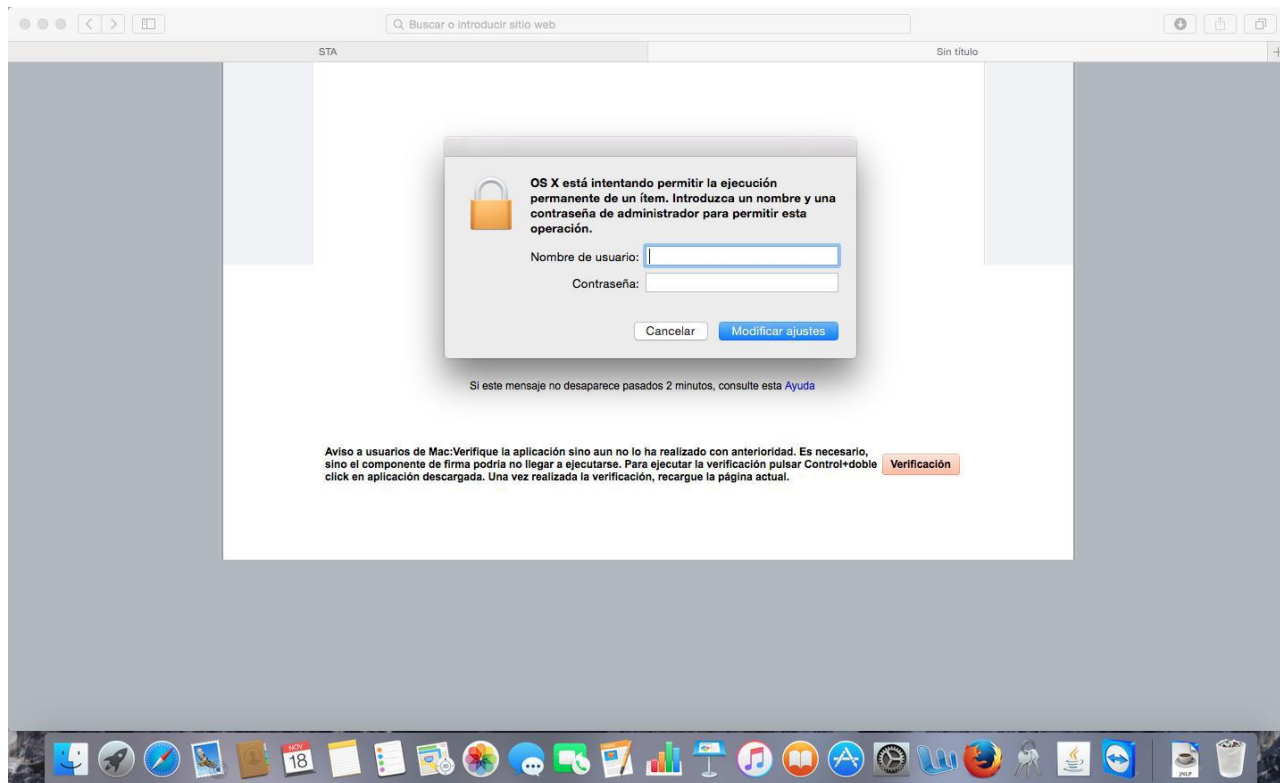 Buscar o introducir sitio web
STA
Sin título
OS X está intentando permitir la ejecución
permanente de un ítem. Introduzca un nombre y una
contraseña de administrador para permitir esta
operación.
Nombre de usuario:
Contraseña:
Cancelar
Modificar ajustes
Si este mensaje no desaparece pasados 2 minutos, consulte esta Ayuda
Aviso a usuarios de Mac:Verifique la aplicación sino aun no lo ha realizado con anterioridad. Es necesario,
sino el componente de firma podria no llegar a ejecutarse. Para ejecutar la verificación pulsar Control+doble
click en aplicación descargada. Una vez realizada la verificación, recargue la página actual.
Verificación
NOV
18
JNLP